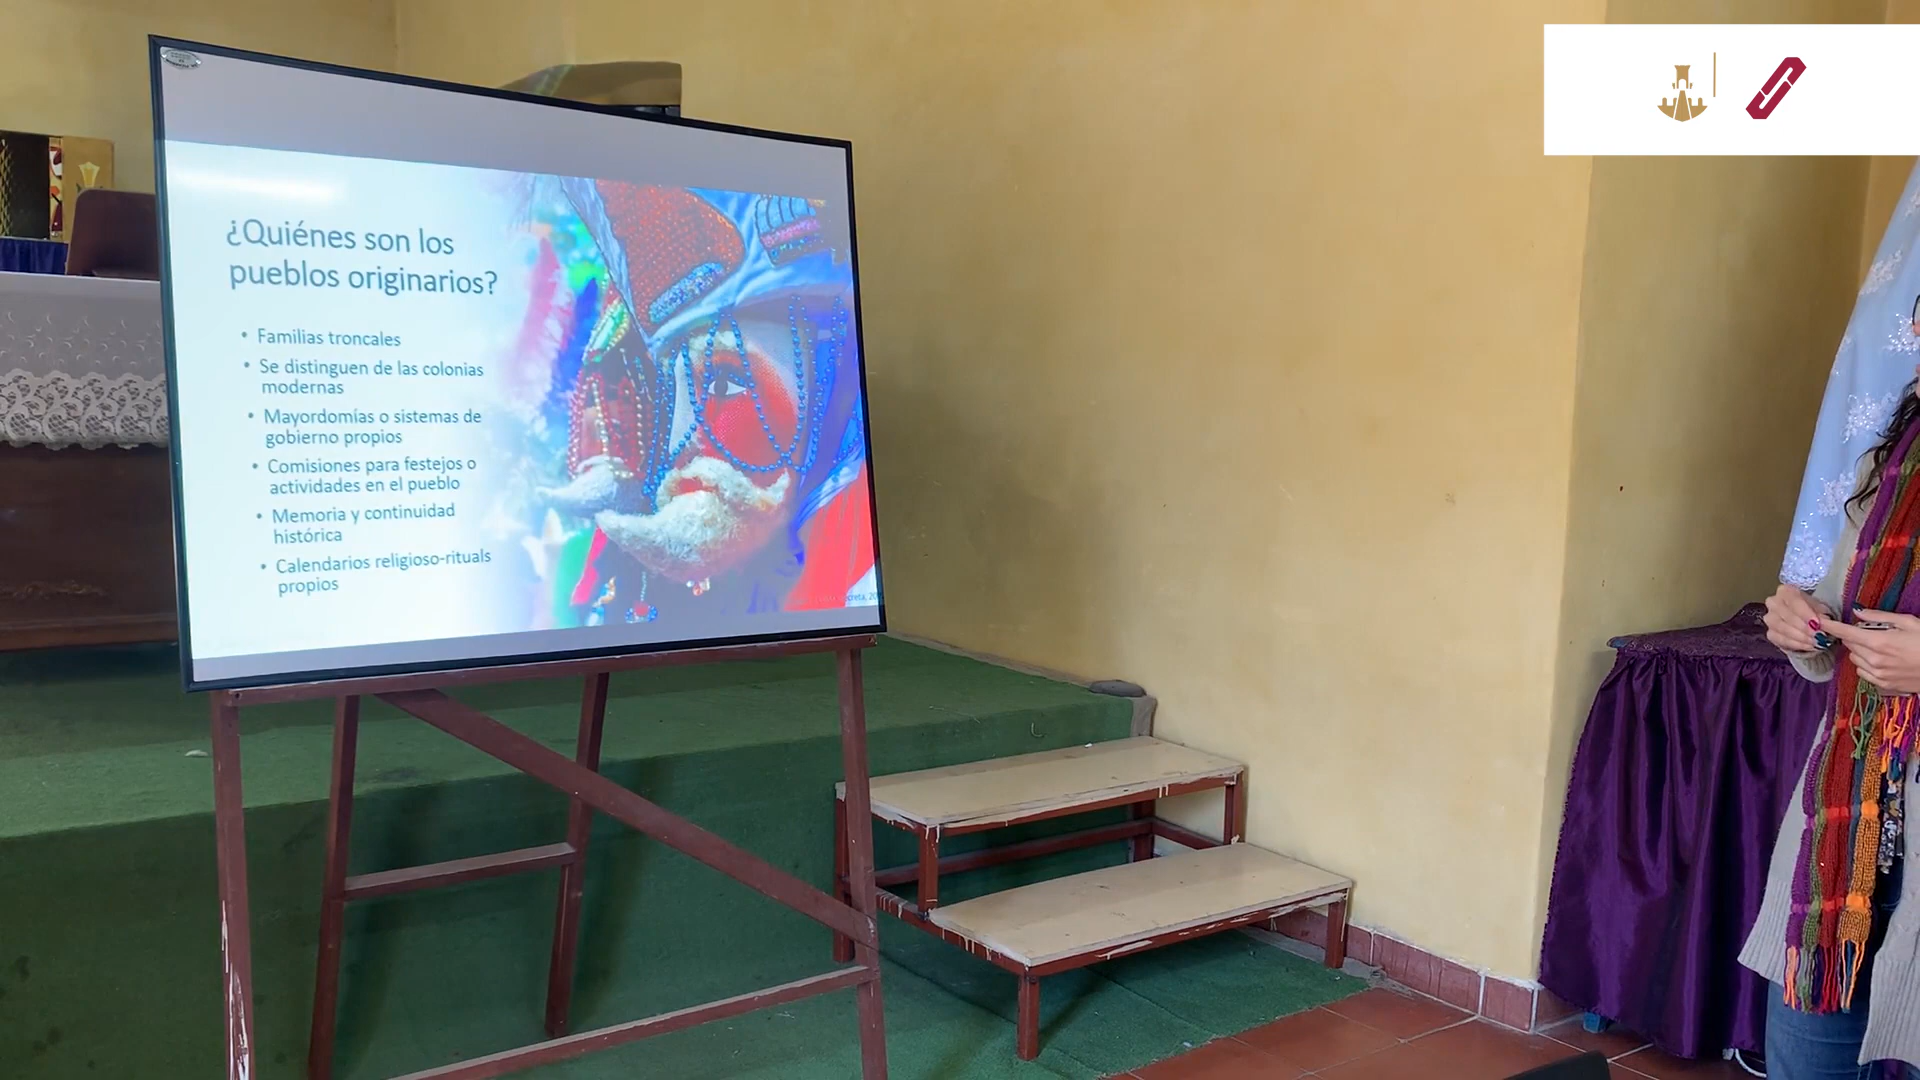 ¿Quiénes son los
pueblos originarios?
• Familias troncales
• Se distinguen de las colonias
modernas
• Mayordomías o sistemas de
gobierno propios
• Comisiones para festejos o
actividades en el pueblo
• Memoria y continuidad
histórica
• Calendarios religioso-rituals
propios